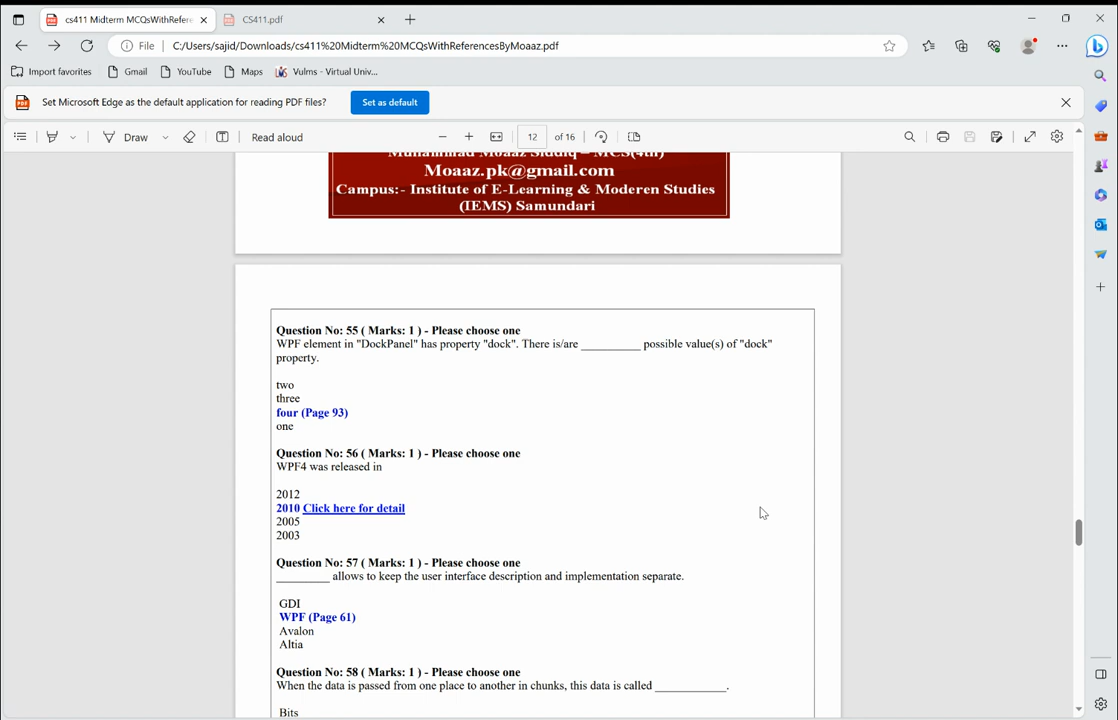 cs411 Midterm MCQsWithRefere
CS411.pdf
File
C:/Users/sajid/Downloads/cs411%20Midterm%20MCQsWithReferencesByMoaaz.pdf
Import favorites
Gmail
YouTube
Maps
Vulms - Virtual Univ...
Set Microsoft Edge as the default application for reading PDF files?
Set as default
Draw
Read aloud
12
of 16
Muhammad Moaaz Siddiq – MCS(4th)
Moaaz.pk@gmail.com
Campus:- Institute of E-Learning & Moderen Studies
(IEMS) Samundari
Question No: 55 ( Marks: 1 ) - Please choose one
WPF element in "DockPanel" has property "dock". There is/are __________ possible value(s) of "dock"
property.
two
three
four (Page 93)
one
Question No: 56 ( Marks: 1 ) - Please choose one
WPF4 was released in
2012
2010 Click here for detail
2005
2003
Question No: 57 ( Marks: 1 ) - Please choose one
_________ allows to keep the user interface description and implementation separate.
GDI
WPF (Page 61)
Avalon
Altia
Question No: 58 ( Marks: 1 ) - Please choose one
When the data is passed from one place to another in chunks, this data is called ____________.
Bits